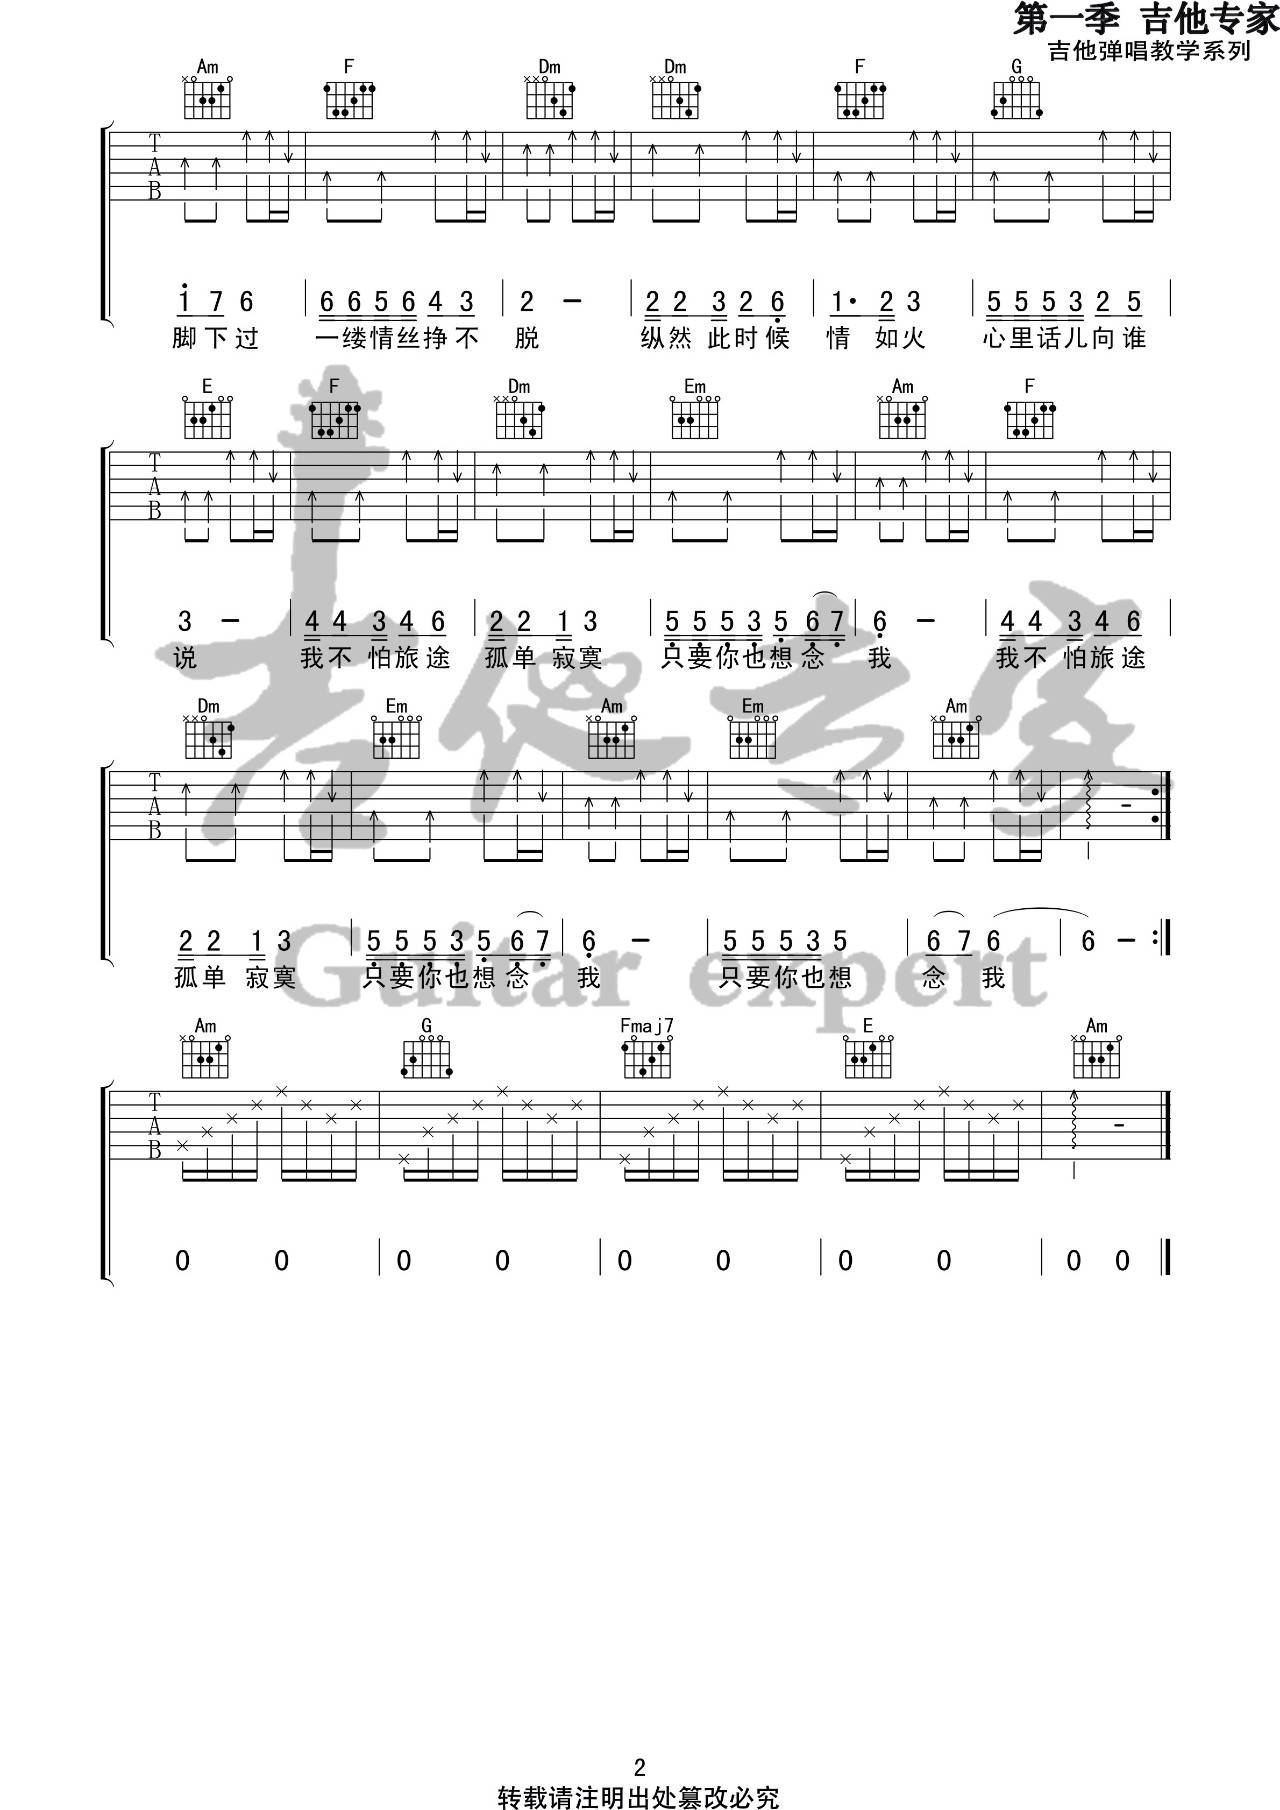 第一季 吉他专家
吉他弹唱教学系列
Am F Dm Dm F G
T
A
B
1 7 6 6 6 5 6 4 3 2 - 2 2 3 2 6 1· 2 3 5 5 5 3 2 5
脚下过 一缕情丝挣不 脱 纵然 此时候 情 如火 心里话儿向谁
E F Dm Em Am F
T
A
B
3 - 4 4 3 4 6 2 2 1 3 5 5 5 3 5 6 7 6 - 4 4 3 4 6
说 我不 怕旅途 孤单 寂寞 只要你也想念 我 我不 怕旅途
吉他专家
Dm Em Am Em Am
T
A
B
2 2 1 3 5 5 5 3 5 6 7 6 - 5 5 5 3 5 6 7 6 6 -
孤单 寂寞 只要你也想念 我 只要你也想 念 我
Guitar expert
Am G Fmaj7 E Am
T
A
B
0 0 0 0 0 0 0 0 0 0
2
转载请注明出处篡改必究